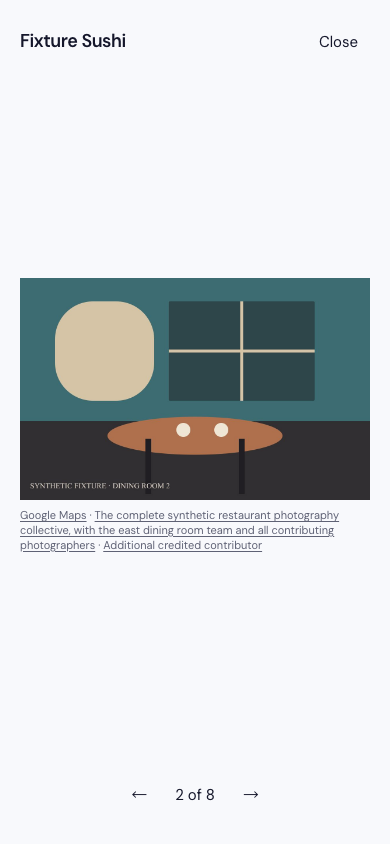 Fixture Sushi
Close
SYNTHETIC FIXTURE · DINING ROOM 2
Google Maps · The complete synthetic restaurant photography
collective, with the east dining room team and all contributing
photographers · Additional credited contributor
← 2 of 8 →